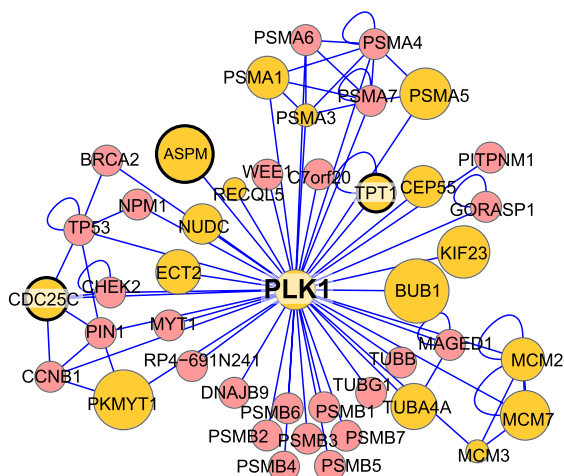 PSMA6
PSMA4
PSMA1
PSMA7
PSMA5
PSMA3
BRCA2
ASPM
WEE1
C7orf20
PITPNM1
RECQL5
TPT1
CEP55
NPM1
GORASP1
TP53
NUDC
KIF23
ECT2
CHEK2
PLK1
BUB1
CDC25C
MYT1
PIN1
MAGED1
RP4−691N241
TUBB
MCM2
CCNB1
DNAJB9
TUBG1
PKMYT1
PSMB6
PSMB1
TUBA4A
MCM7
PSMB2
PSMB3
PSMB7
MCM3
PSMB4
PSMB5